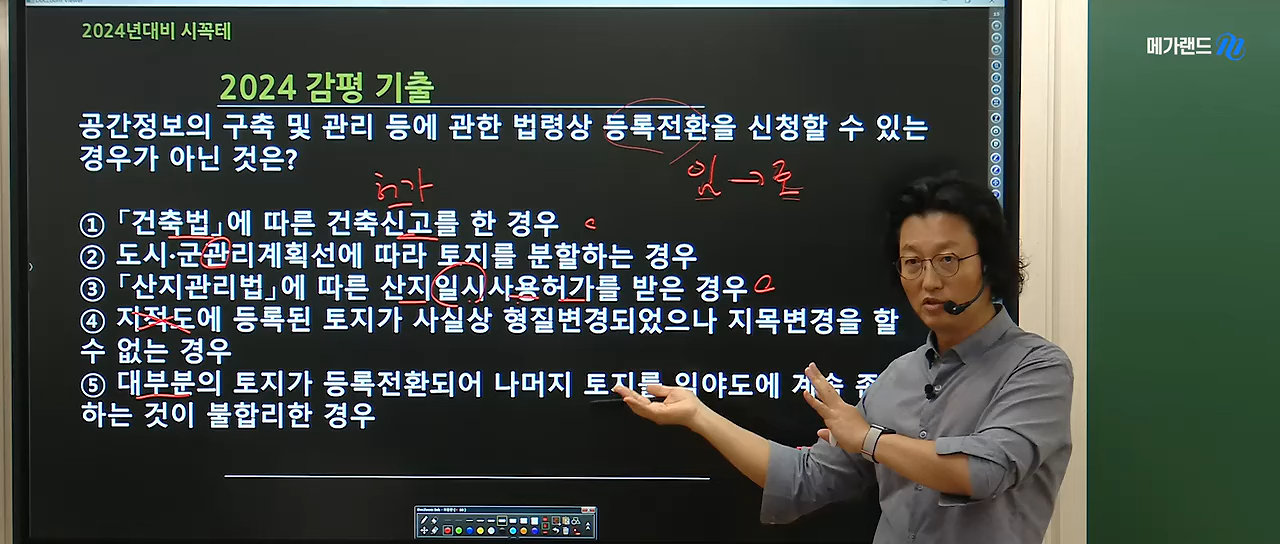 2024년대비 시꼭테
메가랜드
2024 감평 기출
공간정보의 구축 및 관리 등에 관한 법령상 등록전환을 신청할 수 있는
경우가 아닌 것은?
임 → 토
허가
① 「건축법」에 따른 건축신고를 한 경우
② 도시·군관리계획선에 따라 토지를 분할하는 경우
③ 「산지관리법」에 따른 산지일시사용허가를 받은 경우
④ 지적도에 등록된 토지가 사실상 형질변경되었으나 지목변경을 할
수 없는 경우
⑤ 대부분의 토지가 등록전환되어 나머지 토지를 임야도에 계속
하는 것이 불합리한 경우